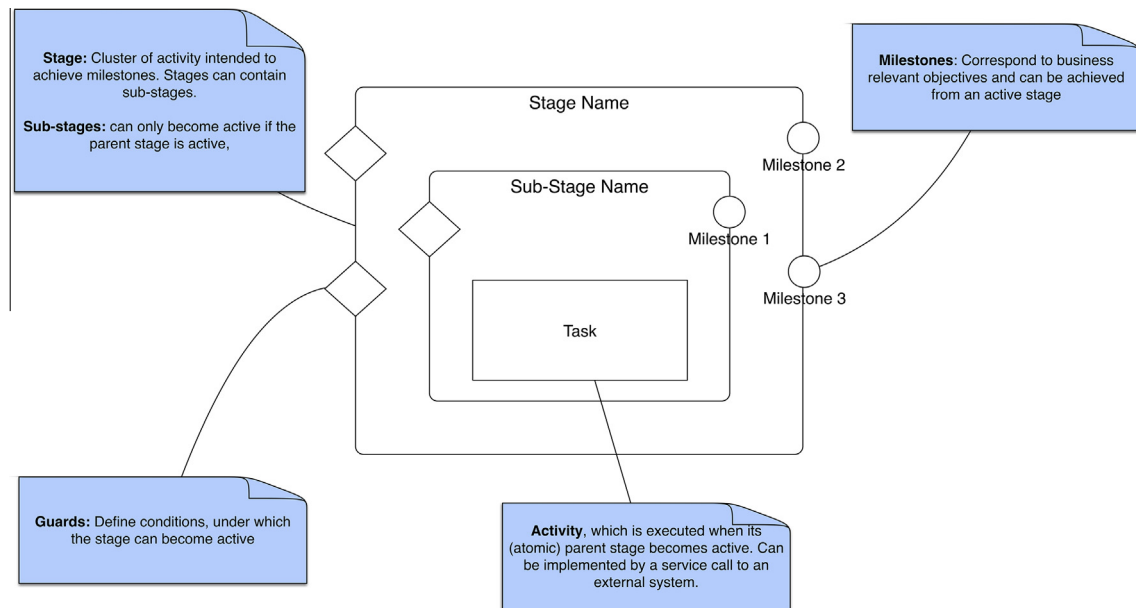 Stage: Cluster of activity intended to
achieve milestones. Stages can contain
sub-stages.
Sub-stages: can only become active if the
parent stage is active,
Milestones: Correspond to business
relevant objectives and can be achieved
from an active stage
Stage Name
Milestone 2
Sub-Stage Name
Milestone 1
Milestone 3
Task
Guards: Define conditions, under which
the stage can become active
Activity, which is executed when its
(atomic) parent stage becomes active. Can
be implemented by a service call to an
external system.